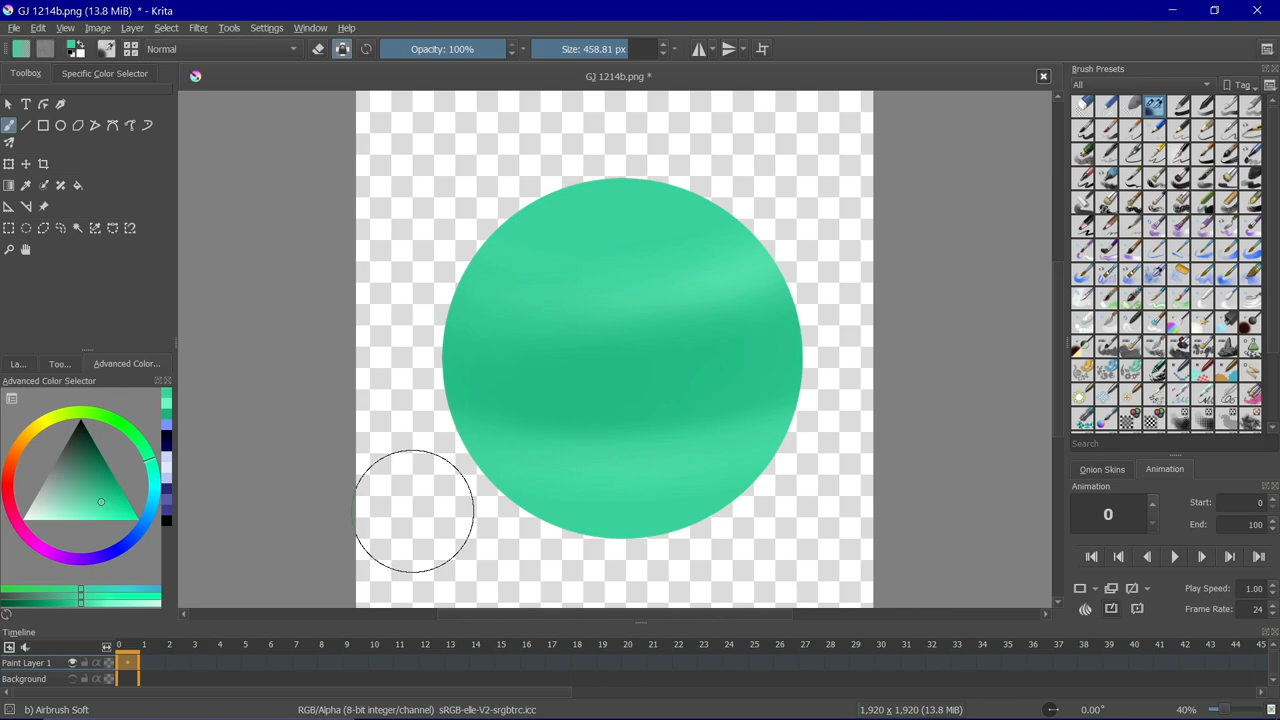 GJ 1214b.png (13.8 MiB) * - Krita
File Edit View Image Layer Select Filter Tools Settings Window Help
Normal Opacity: 100% Size: 458.81 px
Toolbox Specific Color Selector
GJ 1214b.png *
Brush Presets
All Tag
Search
La... Too... Advanced Color...
Advanced Color Selector
Onion Skins Animation
Animation
0 Start: 0
End: 100
Play Speed: 1.00
Frame Rate: 24
Timeline
0 1 2 3 4 5 6 7 8 9 10 11 12 13 14 15 16 17 18 19 20 21 22 23 24 25 26 27 28 29 30 31 32 33 34 35 36 37 38 39 40 41 42 43 44 45
Paint Layer 1
Background
b) Airbrush Soft RGB/Alpha (8-bit integer/channel) sRGB-elle-V2-srgbtrc.icc 1,920 x 1,920 (13.8 MiB) 0.00° 40%